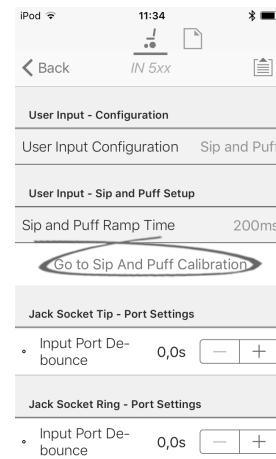 iPod 11:34
Back IN 5xx
User Input - Configuration
User Input Configuration Sip and Puff
User Input - Sip and Puff Setup
Sip and Puff Ramp Time 200ms
Go to Sip And Puff Calibration
Jack Socket Tip - Port Settings
Input Port De-
bounce 0,0s − +
Jack Socket Ring - Port Settings
Input Port De-
bounce 0,0s − +